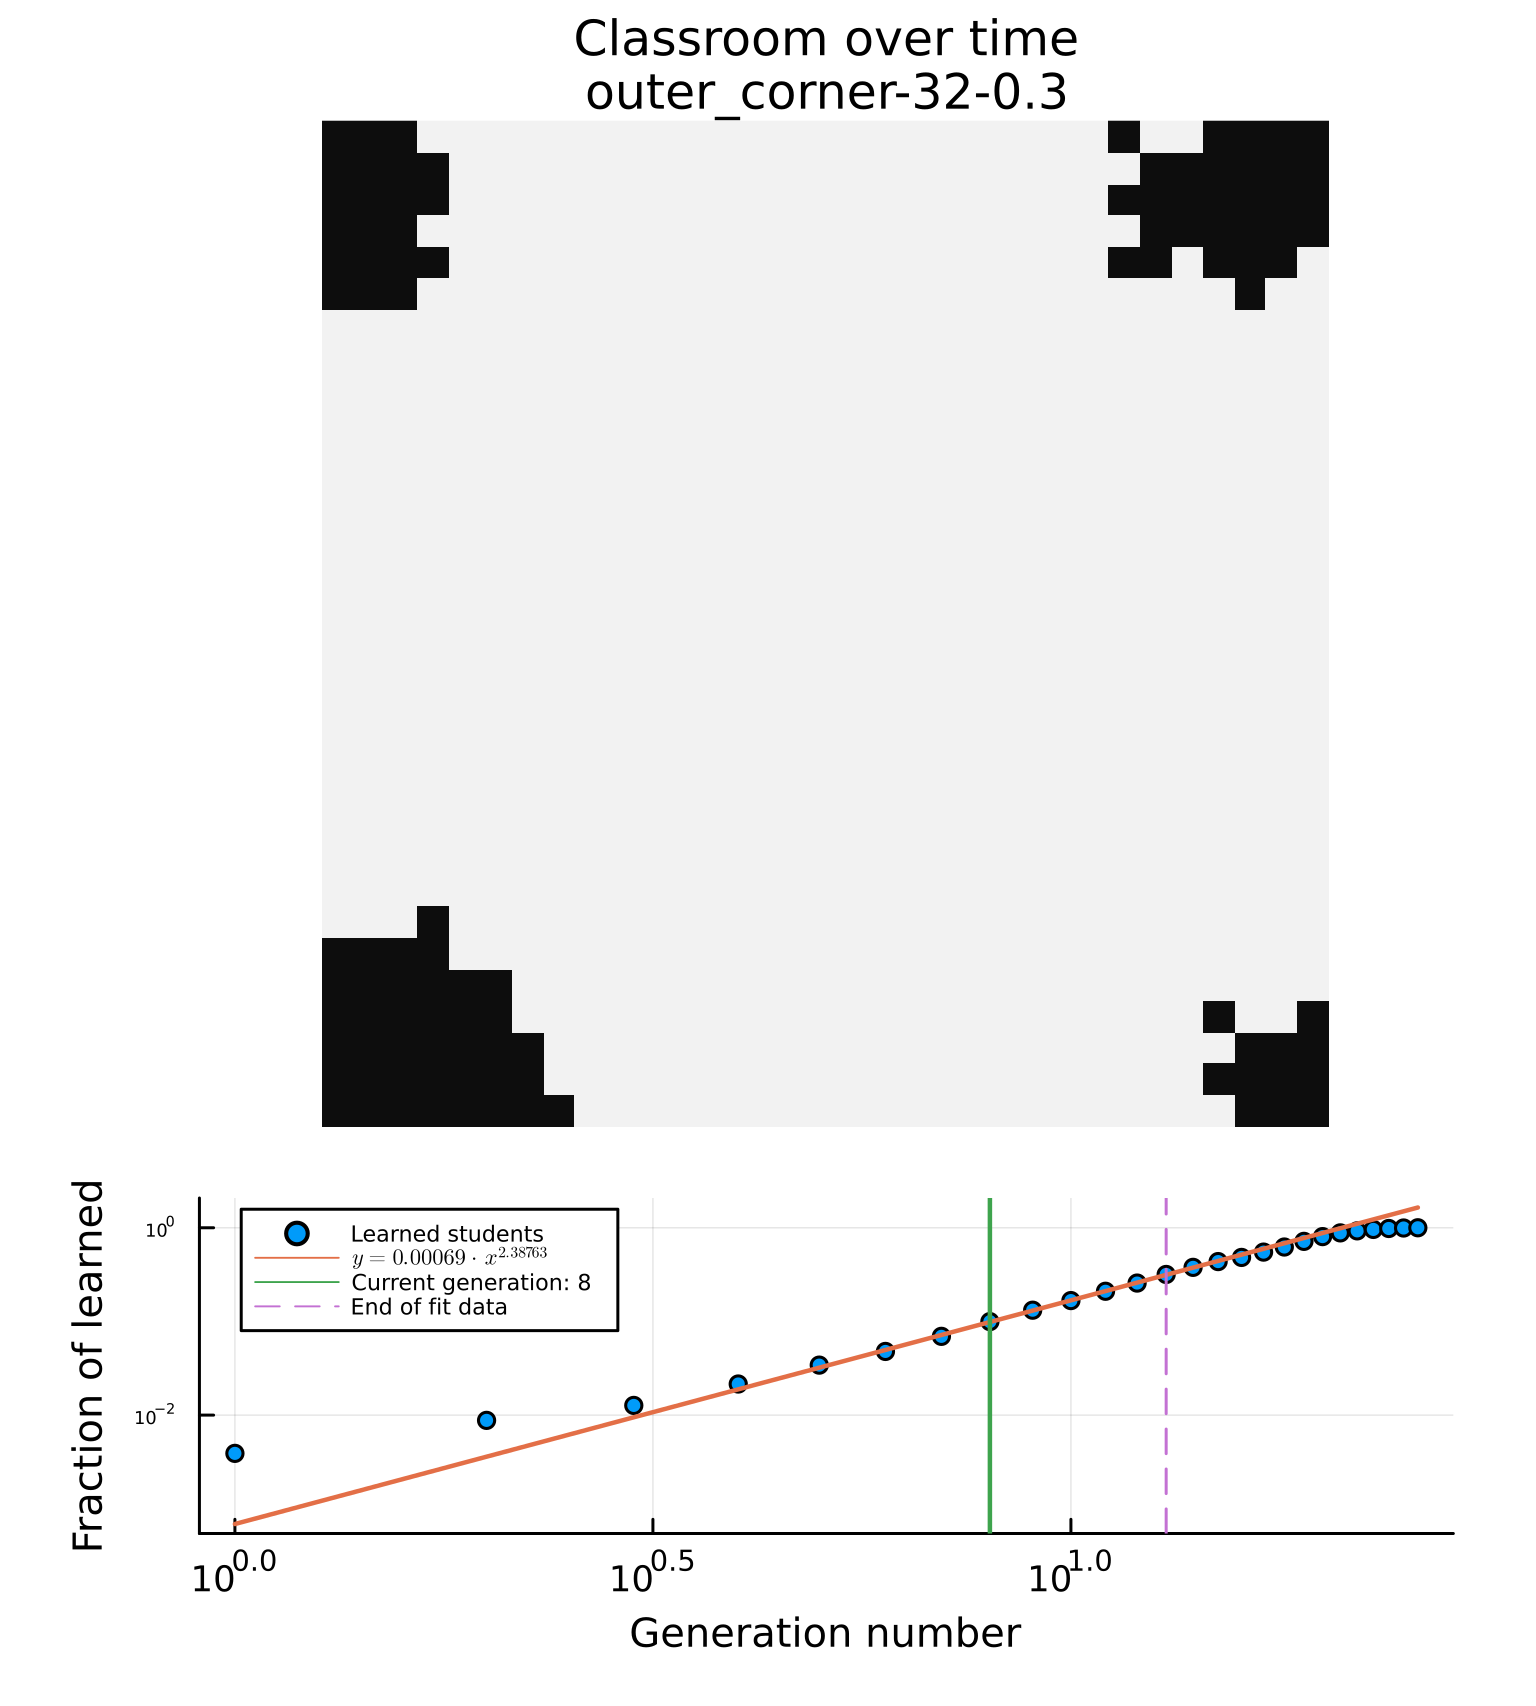 Classroom over time
outer_corner-32-0.3
Fraction of learned
10^0
10^−2
Learned students
y = 0.00069 · x^2.38763
Current generation: 8
End of fit data
10^0.0 10^0.5 10^1.0
Generation number